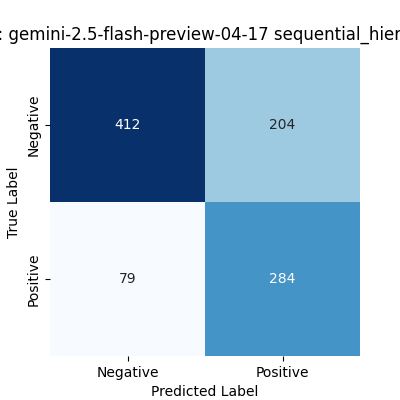 : gemini-2.5-flash-preview-04-17 sequential_hier
True Label
Negative
412
204
Positive
79
284
Negative
Positive
Predicted Label